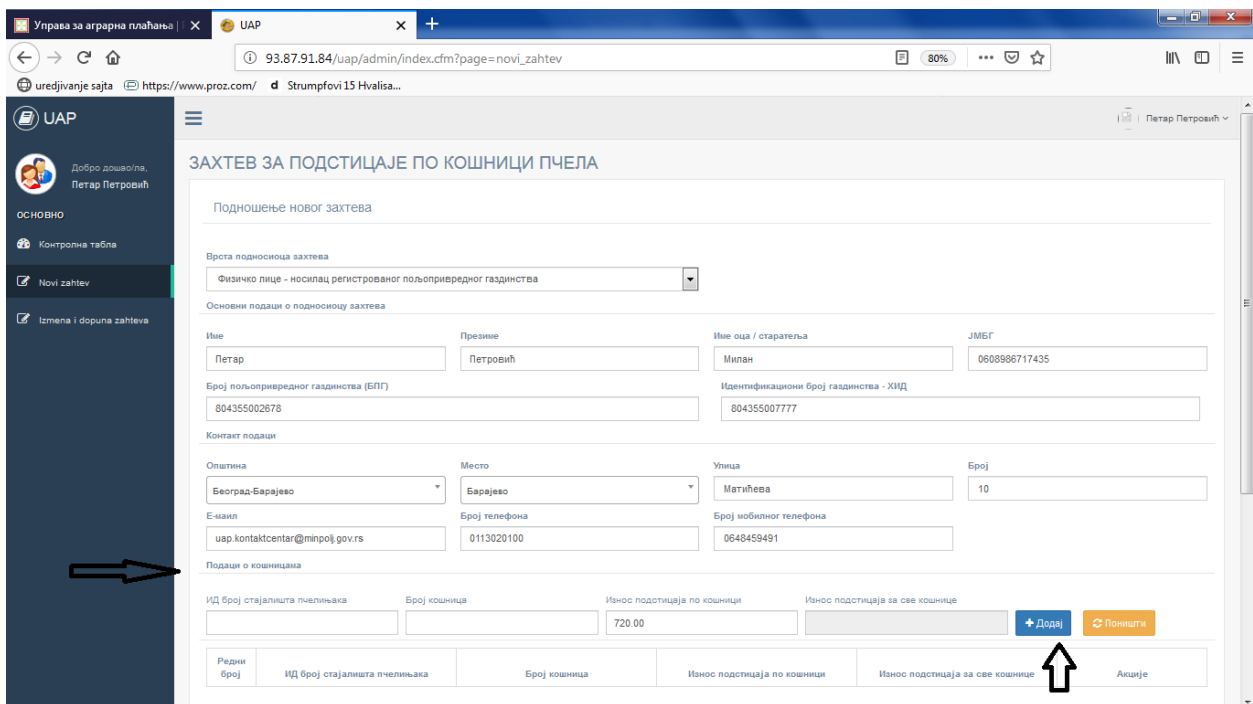 Управа за аграрна плаћања |
UAP
93.87.91.84/uap/admin/index.cfm?page=novi_zahtev
80%
uredjivanje sajta https://www.proz.com/ d Strumpfovi 15 Hvalisa...
UAP
Петар Петровић
Добро дошао/ла,
Петар Петровић
ОСНОВНО
Контролна табла
Novi zahtev
Izmena i dopuna zahteva
ЗАХТЕВ ЗА ПОДСТИЦАЈЕ ПО КОШНИЦИ ПЧЕЛА
Подношење новог захтева
Врста подносиоца захтева
Физичко лице - носилац регистрованог пољопривредног газдинства
Основни подаци о подносиоцу захтева
Име Презиме Име оца / старатеља ЈМБГ
Петар Петровић Милан 0608986717435
Број пољопривредног газдинства (БПГ) Идентификациони број газдинства - ХИД
804355002678 804355007777
Контакт подаци
Општина Место Улица Број
Београд-Барајево Барајево Матићева 10
Е-маил Број телефона Број мобилног телефона
uap.kontaktcentar@minpolj.gov.rs 0113020100 0648459491
Подаци о кошницама
ИД број стајалишта пчелињака Број кошница Износ подстицаја по кошници Износ подстицаја за све кошнице
720.00 Додај Поништи
Редни број ИД број стајалишта пчелињака Број кошница Износ подстицаја по кошници Износ подстицаја за све кошнице Акције